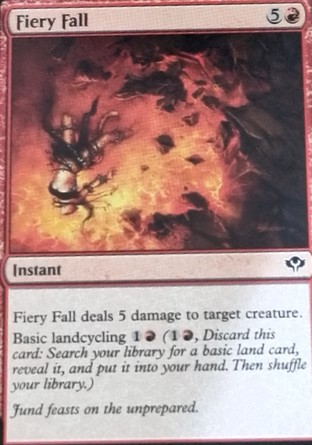 Fiery Fall 5
Instant
Fiery Fall deals 5 damage to target creature.
Basic landcycling 1 (1, Discard this
card: Search your library for a basic land card,
reveal it, and put it into your hand. Then shuffle
your library.)
Jund feasts on the unprepared.